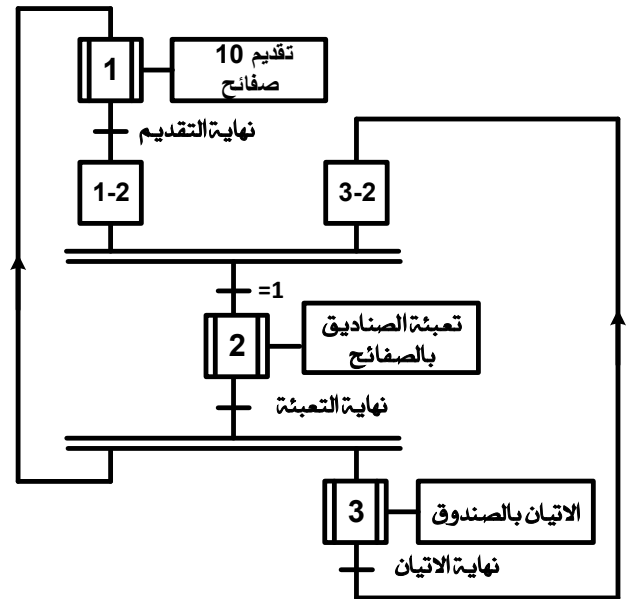 1
تقديم 10
صفائح
نهاية التقديم
1-2
3-2
=1
2
تعبئة الصناديق
بالصفائح
نهاية التعبئة
3
الاتيان بالصندوق
نهاية الاتيان